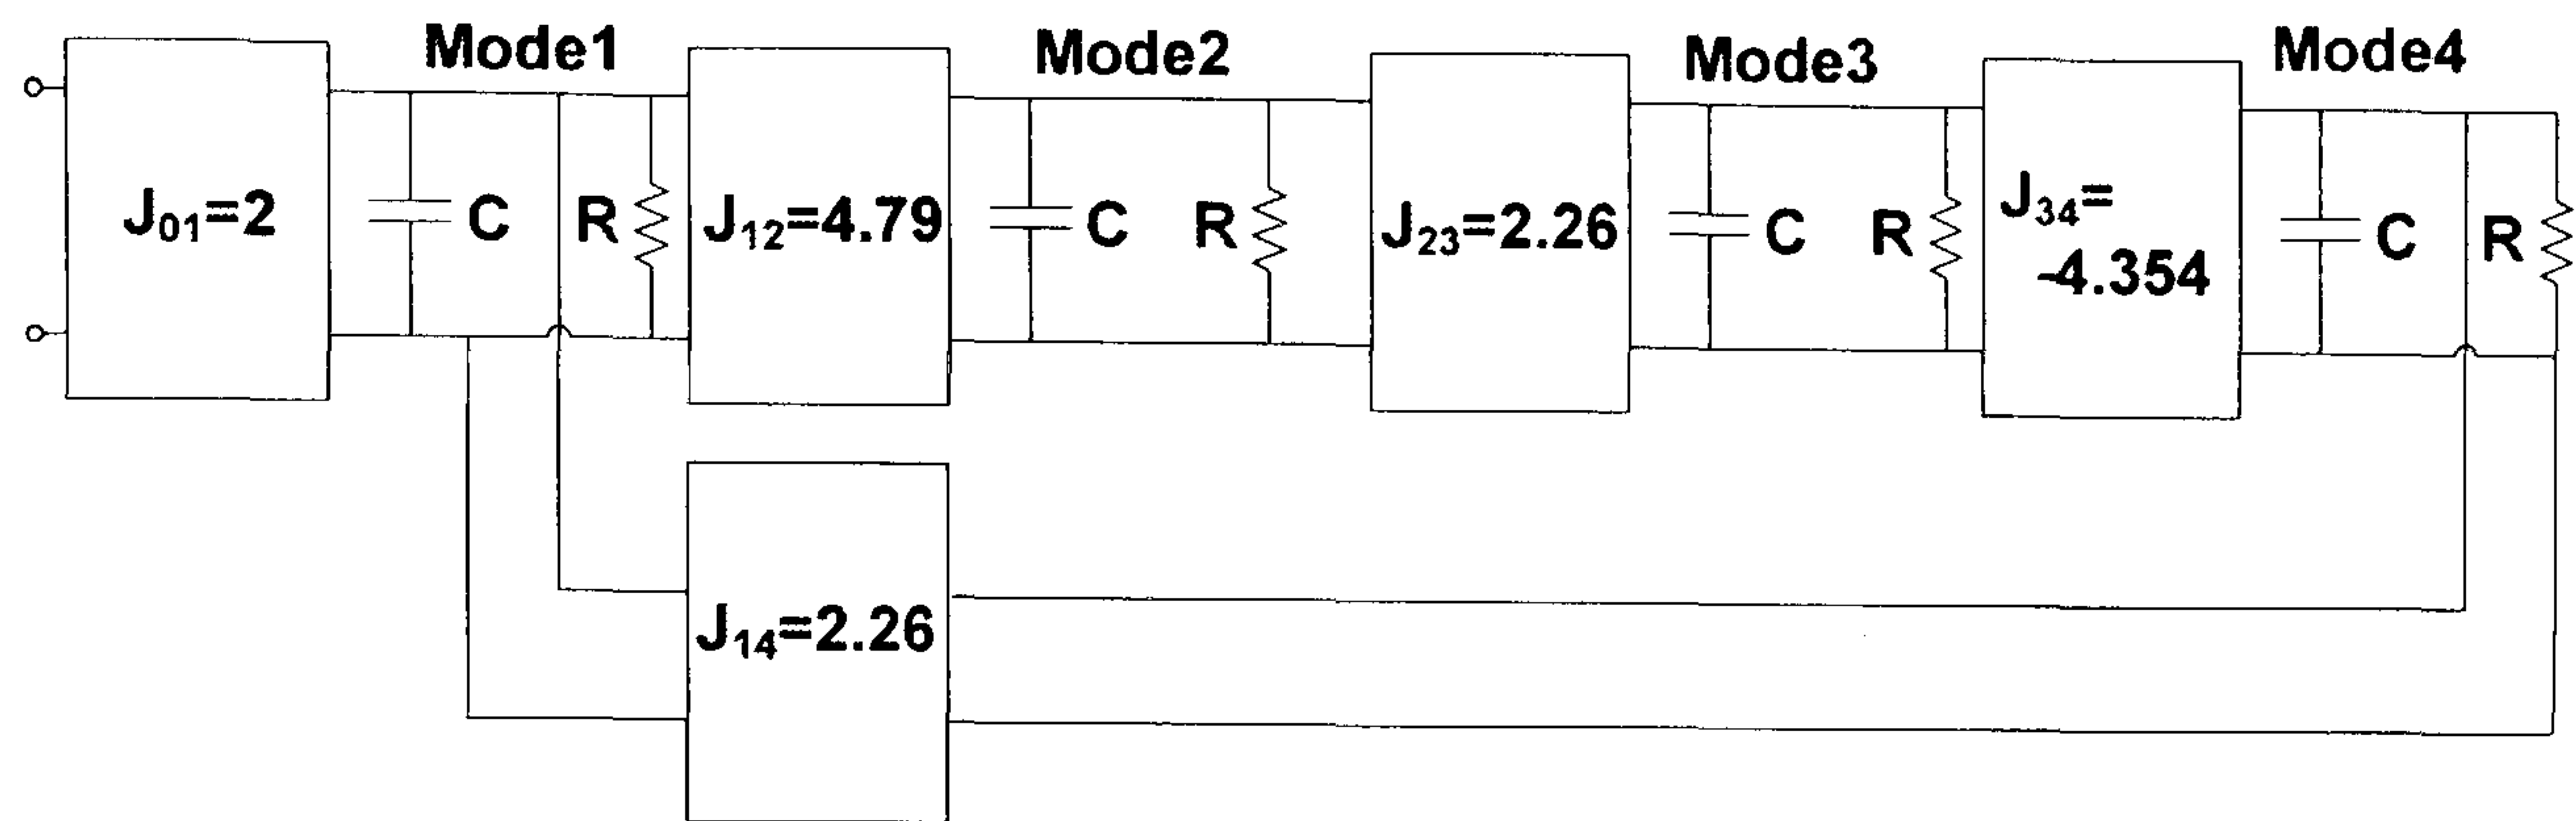 Mode1
Mode2
Mode3
Mode4
J₀₁=2
C
R
J₁₂=4.79
C
R
J₂₃=2.26
C
R
J₃₄=
-4.354
C
R
J₁₄=2.26